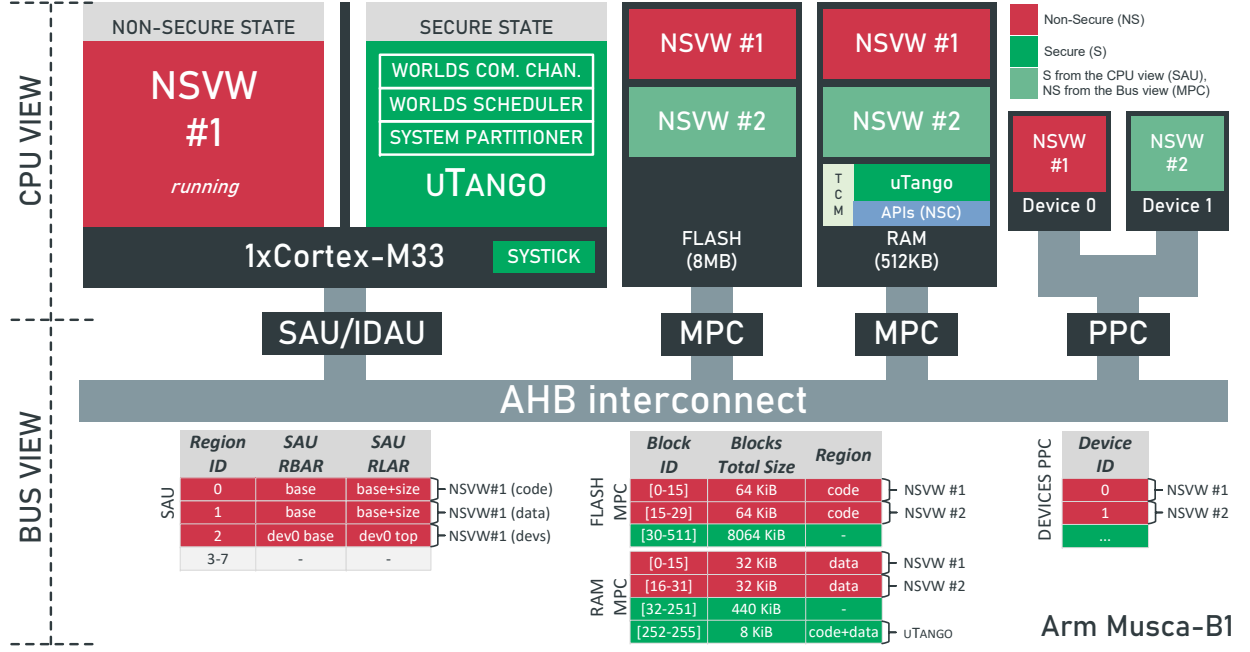 CPU VIEW
BUS VIEW
NON-SECURE STATE
NSVW
#1
running
SECURE STATE
WORLDS COM. CHAN.
WORLDS SCHEDULER
SYSTEM PARTITIONER
uTANGO
1xCortex-M33
SYSTICK
NSVW #1
NSVW #2
FLASH
(8MB)
NSVW #1
NSVW #2
T
C
M
uTango
APIs (NSC)
RAM
(512KB)
Non-Secure (NS)
Secure (S)
S from the CPU view (SAU),
NS from the Bus view (MPC)
NSVW
#1
Device 0
NSVW
#2
Device 1
SAU/IDAU
MPC
MPC
PPC
AHB interconnect
SAU
Region ID SAU RBAR SAU RLAR
0 base base+size NSVW#1 (code)
1 base base+size NSVW#1 (data)
2 dev0 base dev0 top NSVW#1 (devs)
3-7 - -
Block ID Blocks Total Size Region
FLASH MPC
[0-15] 64 KiB code NSVW #1
[15-29] 64 KiB code NSVW #2
[30-511] 8064 KiB -
RAM MPC
[0-15] 32 KiB data NSVW #1
[16-31] 32 KiB data NSVW #2
[32-251] 440 KiB -
[252-255] 8 KiB code+data uTANGO
DEVICES PPC
Device ID
0 NSVW #1
1 NSVW #2
...
Arm Musca-B1